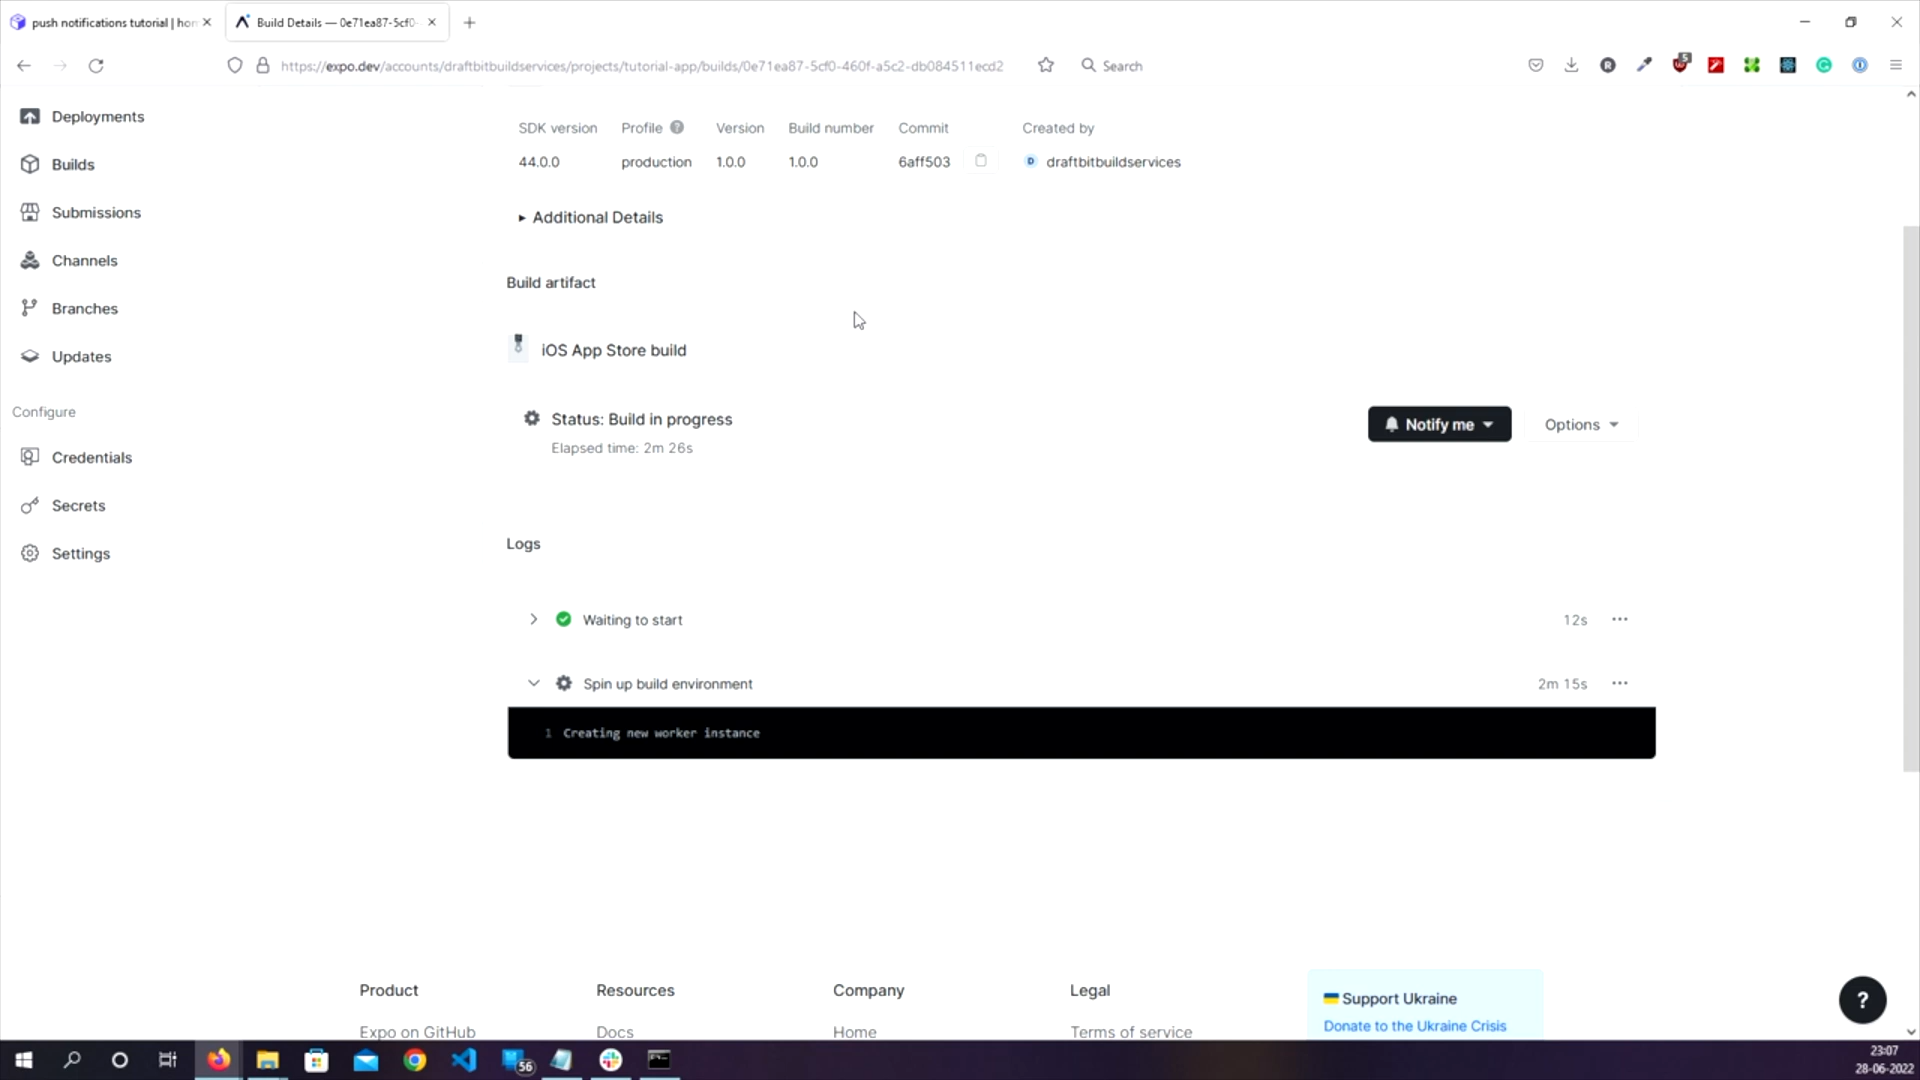 push notifications tutorial | hon
Build Details — 0e71ea87-5cf0-
https://expo.dev/accounts/draftbitbuildservices/projects/tutorial-app/builds/0e71ea87-5cf0-460f-a5c2-db084511ecd2
Search
5
Deployments
Builds
Submissions
Channels
Branches
Updates
Configure
Credentials
Secrets
Settings
SDK version Profile ? Version Build number Commit Created by
44.0.0 production 1.0.0 1.0.0 6aff503 D draftbitbuildservices
Additional Details
Build artifact
iOS App Store build
Status: Build in progress
Elapsed time: 2m 26s
Notify me
Options
Logs
Waiting to start 12s
Spin up build environment 2m 15s
1 Creating new worker instance
Product Resources Company Legal
Expo on GitHub Docs Home Terms of service
Support Ukraine
Donate to the Ukraine Crisis
?
56
23:07
28-06-2022